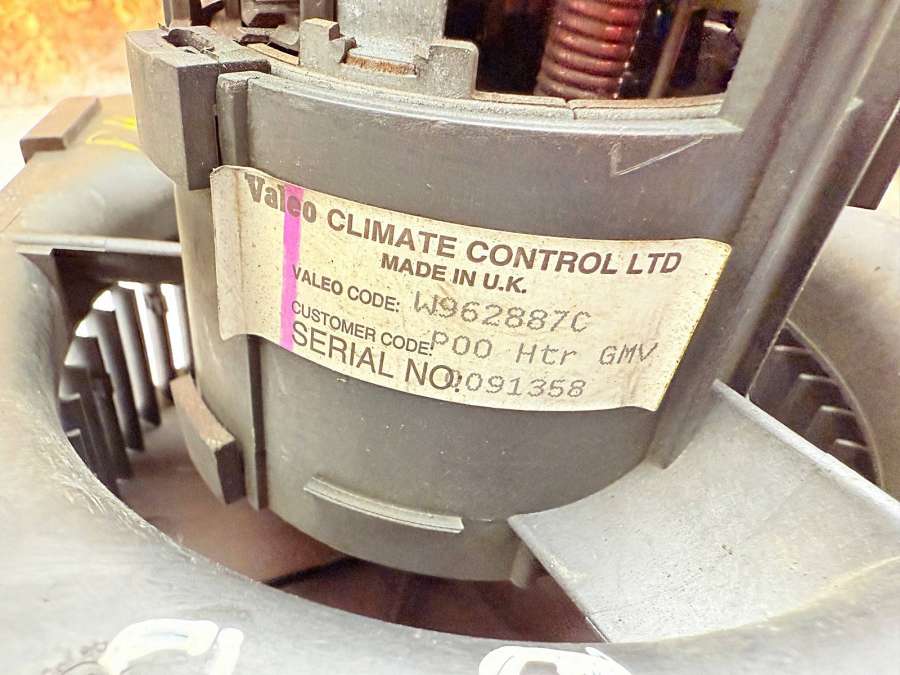 Valeo CLIMATE CONTROL LTD
MADE IN U.K.
VALEO CODE: W962887C
CUSTOMER CODE: P00 Htr GMV
SERIAL NO. 0091358